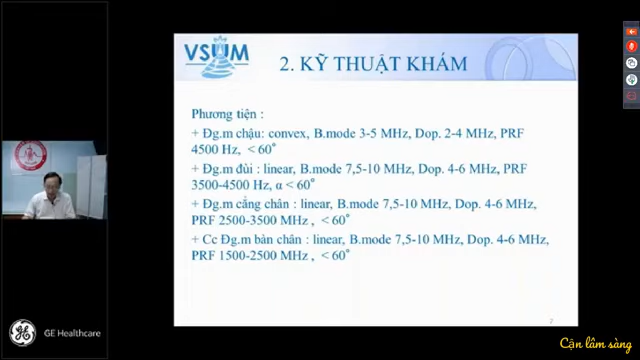 VSUM
2. KỸ THUẬT KHÁM
Phương tiện :
+ Đg.m chậu: convex, B.mode 3-5 MHz, Dop. 2-4 MHz, PRF
4500 Hz, < 60°
+ Đg.m đùi : linear, B.mode 7,5-10 MHz, Dop. 4-6 MHz, PRF
3500-4500 Hz, α < 60°
+ Đg.m cẳng chân : linear, B.mode 7,5-10 MHz, Dop. 4-6 MHz,
PRF 2500-3500 MHz , < 60°
+ Cc Đg.m bàn chân : linear, B.mode 7,5-10 MHz, Dop. 4-6 MHz,
PRF 1500-2500 MHz , < 60°
2
GE Healthcare
Cận lâm sàng